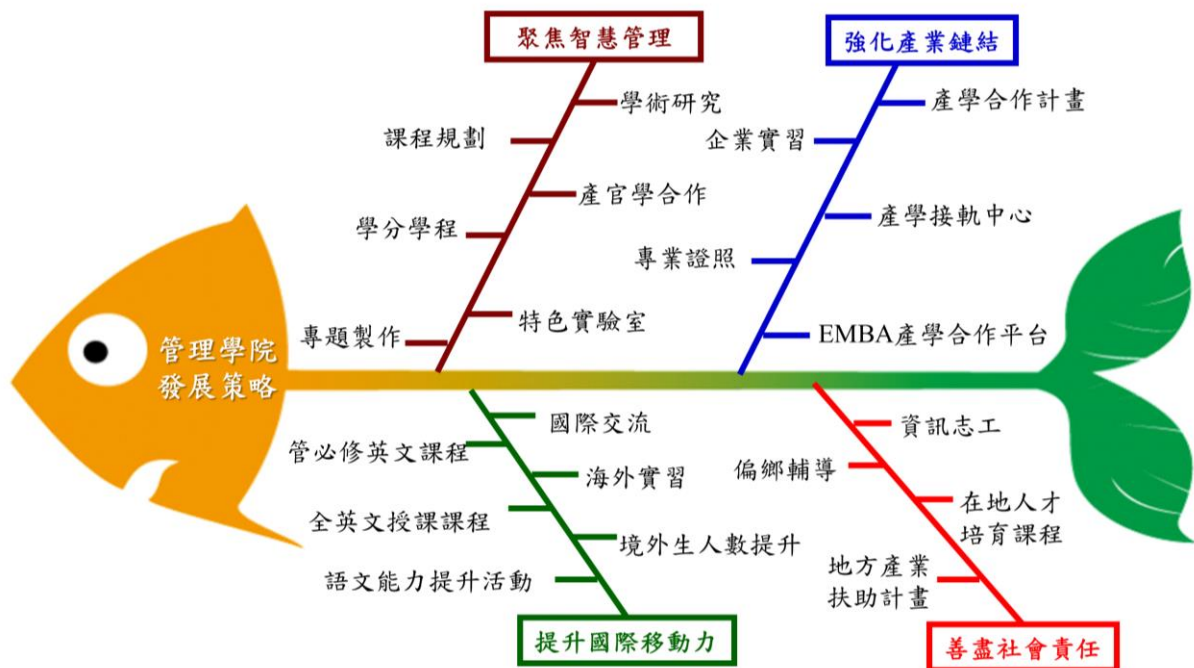 聚焦智慧管理
學術研究
課程規劃
產官學合作
學分學程
特色實驗室
專題製作
強化產業鏈結
產學合作計畫
企業實習
產學接軌中心
專業證照
EMBA產學合作平台
管理學院
發展策略
國際交流
管必修英文課程
海外實習
全英文授課課程
境外生人數提升
語文能力提升活動
提升國際移動力
資訊志工
偏鄉輔導
在地人才
培育課程
地方產業
扶助計畫
善盡社會責任